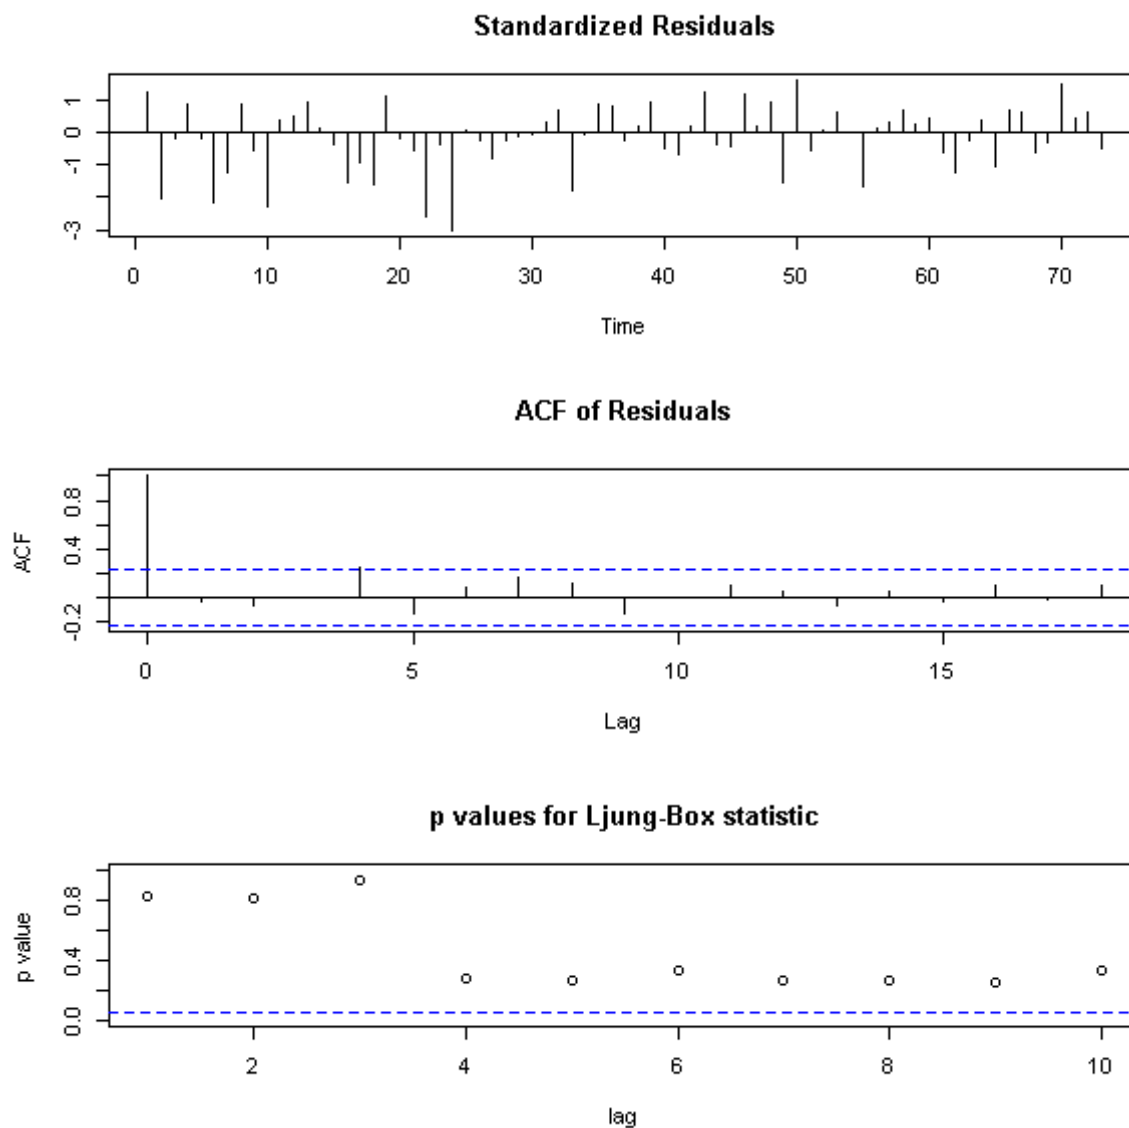 Standardized Residuals
1
0
-1
-3
0 10 20 30 40 50 60 70
Time
ACF of Residuals
ACF
0.8
0.4
-0.2
0 5 10 15
Lag
p values for Ljung-Box statistic
p value
0.8
0.4
0.0
2 4 6 8 10
lag